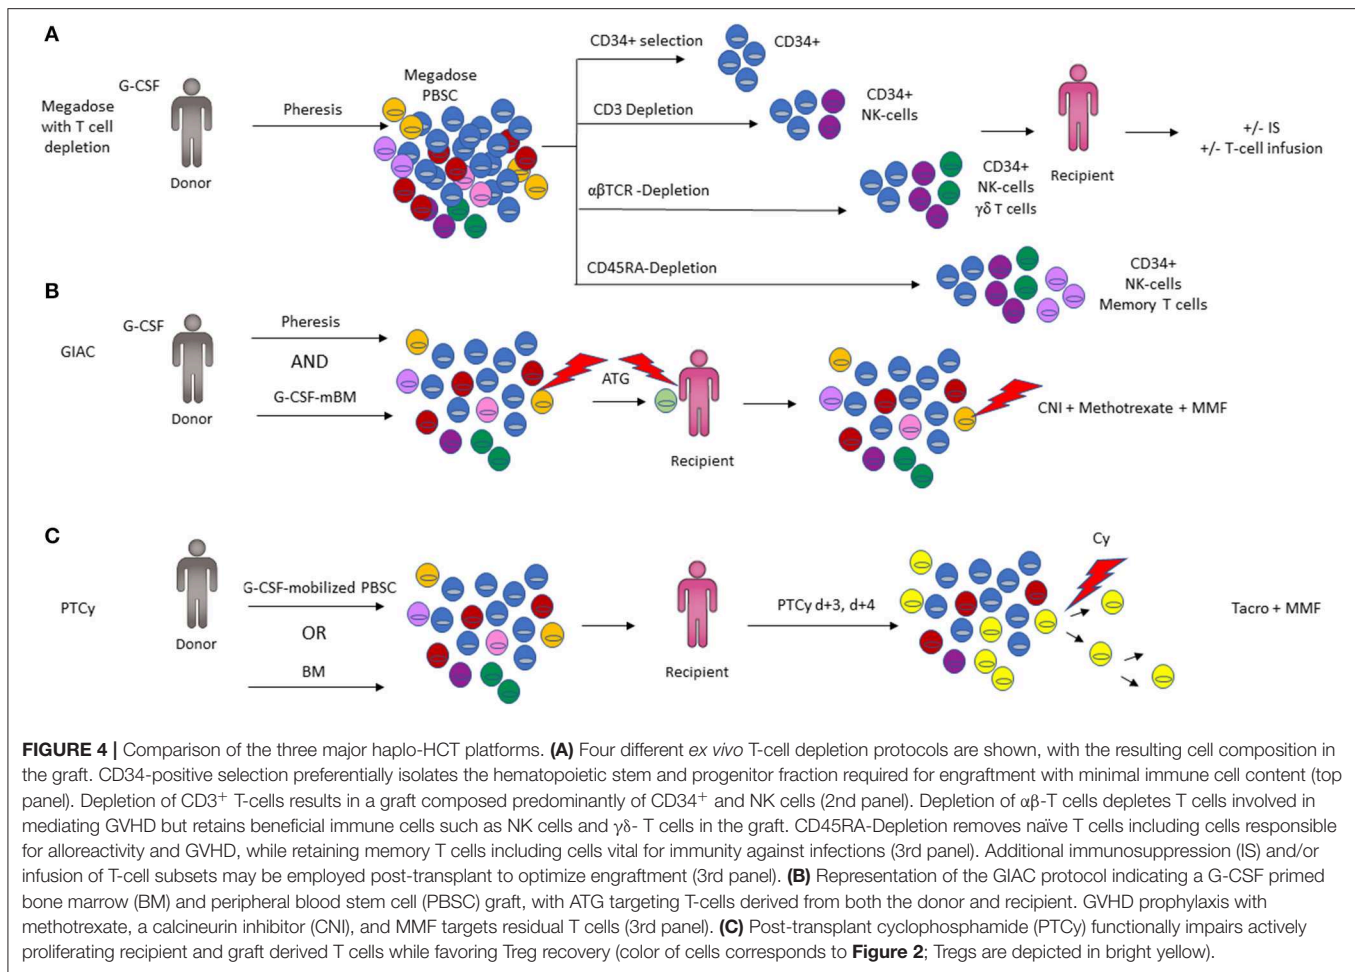 A
G-CSF
Megadose
with T cell
depletion
Donor
Pheresis
Megadose
PBSC
CD34+ selection
CD34+
CD3 Depletion
CD34+
NK-cells
αβTCR -Depletion
CD34+
NK-cells
γδ T cells
CD45RA-Depletion
CD34+
NK-cells
Memory T cells
Recipient
+/- IS
+/- T-cell infusion
B
G-CSF
GIAC
Donor
Pheresis
AND
G-CSF-mBM
ATG
Recipient
CNI + Methotrexate + MMF
C
PTCy
Donor
G-CSF-mobilized PBSC
OR
BM
Recipient
PTCy d+3, d+4
Cy
Tacro + MMF
FIGURE 4 | Comparison of the three major haplo-HCT platforms. (A) Four different ex vivo T-cell depletion protocols are shown, with the resulting cell composition in
the graft. CD34-positive selection preferentially isolates the hematopoietic stem and progenitor fraction required for engraftment with minimal immune cell content (top
panel). Depletion of CD3+ T-cells results in a graft composed predominantly of CD34+ and NK cells (2nd panel). Depletion of αβ-T cells depletes T cells involved in
mediating GVHD but retains beneficial immune cells such as NK cells and γδ- T cells in the graft. CD45RA-Depletion removes naïve T cells including cells responsible
for alloreactivity and GVHD, while retaining memory T cells including cells vital for immunity against infections (3rd panel). Additional immunosuppression (IS) and/or
infusion of T-cell subsets may be employed post-transplant to optimize engraftment (3rd panel). (B) Representation of the GIAC protocol indicating a G-CSF primed
bone marrow (BM) and peripheral blood stem cell (PBSC) graft, with ATG targeting T-cells derived from both the donor and recipient. GVHD prophylaxis with
methotrexate, a calcineurin inhibitor (CNI), and MMF targets residual T cells (3rd panel). (C) Post-transplant cyclophosphamide (PTCy) functionally impairs actively
proliferating recipient and graft derived T cells while favoring Treg recovery (color of cells corresponds to Figure 2; Tregs are depicted in bright yellow).